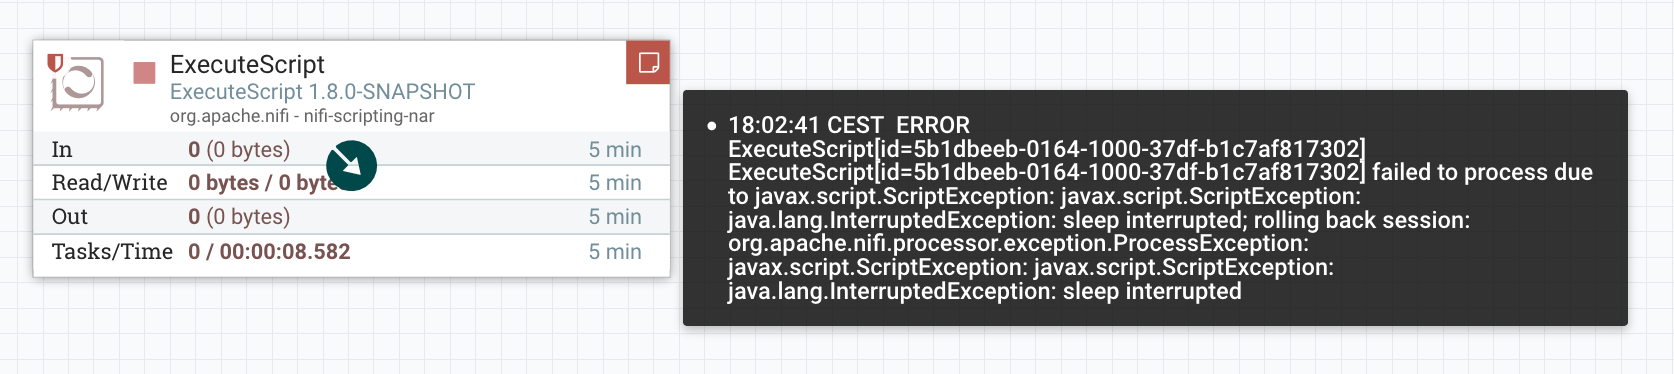 ExecuteScript
ExecuteScript 1.8.0-SNAPSHOT
org.apache.nifi - nifi-scripting-nar
In 0 (0 bytes) 5 min
Read/Write 0 bytes / 0 byte 5 min
Out 0 (0 bytes) 5 min
Tasks/Time 0 / 00:00:08.582 5 min
18:02:41 CEST ERROR
ExecuteScript[id=5b1dbeeb-0164-1000-37df-b1c7af817302]
ExecuteScript[id=5b1dbeeb-0164-1000-37df-b1c7af817302] failed to process due
to javax.script.ScriptException: javax.script.ScriptException:
java.lang.InterruptedException: sleep interrupted; rolling back session:
org.apache.nifi.processor.exception.ProcessException:
javax.script.ScriptException: javax.script.ScriptException:
java.lang.InterruptedException: sleep interrupted